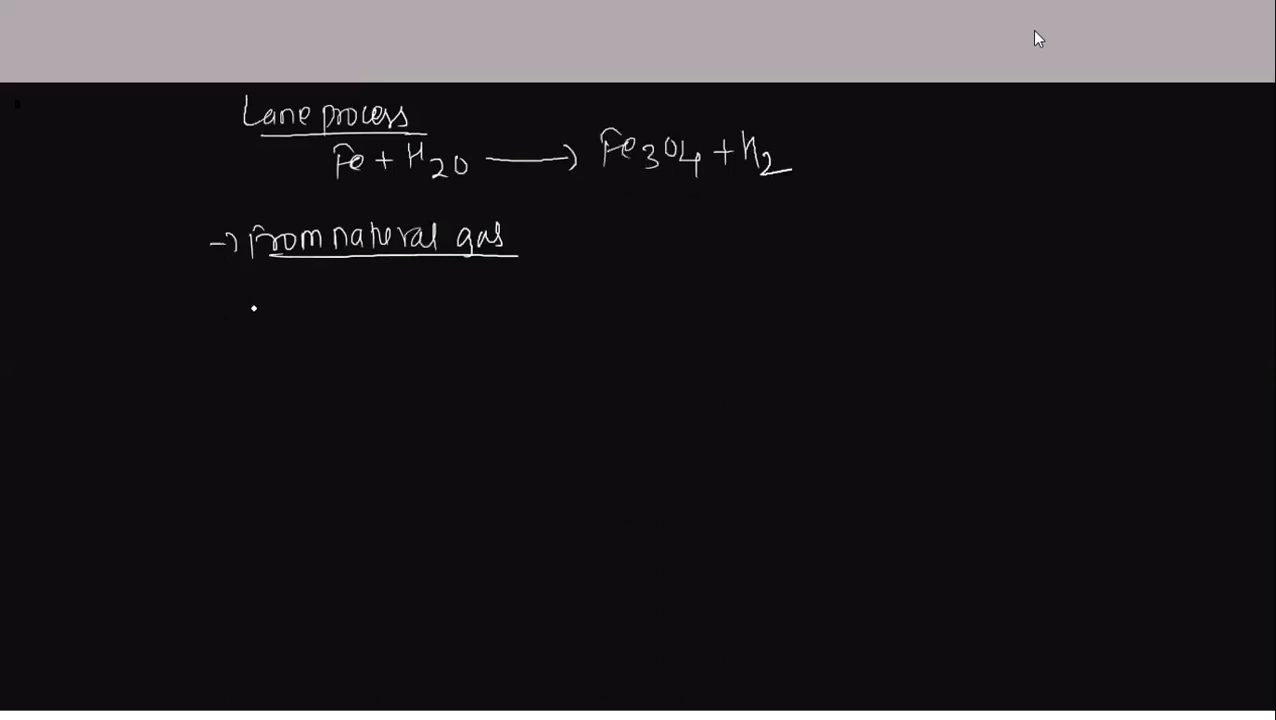 Lane process
Fe + H2O → Fe3O4 + H2
→ From natural gas